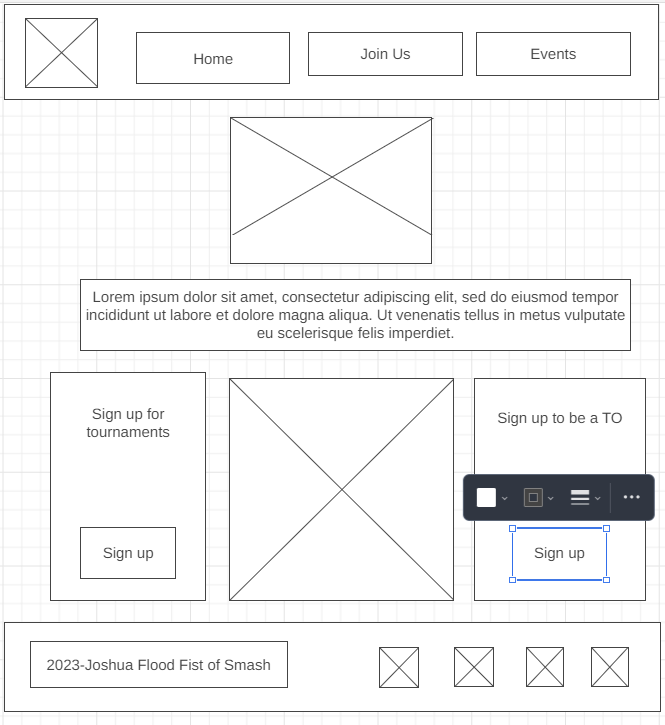 Home
Join Us
Events
Lorem ipsum dolor sit amet, consectetur adipiscing elit, sed do eiusmod tempor
incididunt ut labore et dolore magna aliqua. Ut venenatis tellus in metus vulputate
eu scelerisque felis imperdiet.
Sign up for
tournaments
Sign up
Sign up to be a TO
Sign up
2023-Joshua Flood Fist of Smash